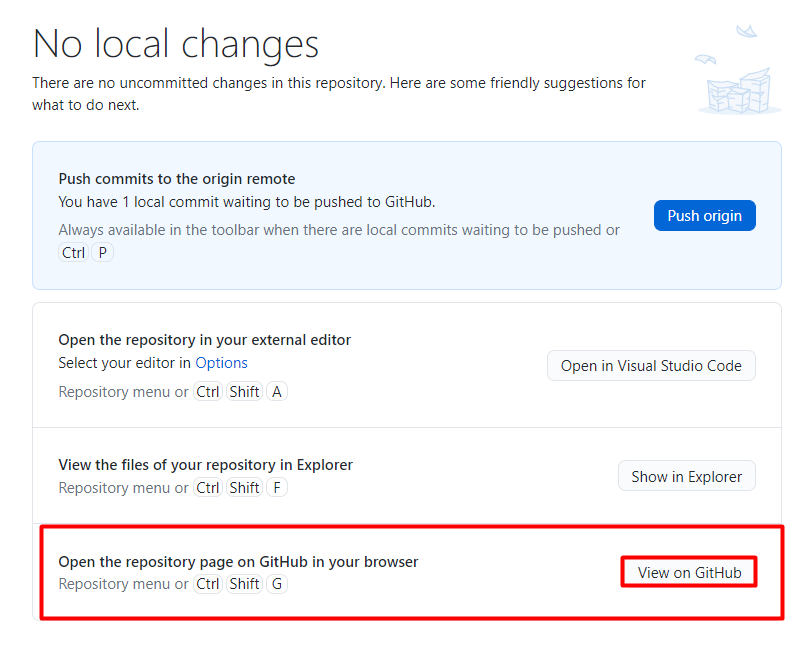 No local changes
There are no uncommitted changes in this repository. Here are some friendly suggestions for
what to do next.
Push commits to the origin remote
You have 1 local commit waiting to be pushed to GitHub.
Always available in the toolbar when there are local commits waiting to be pushed or
Ctrl P
Push origin
Open the repository in your external editor
Select your editor in Options
Repository menu or Ctrl Shift A
Open in Visual Studio Code
View the files of your repository in Explorer
Repository menu or Ctrl Shift F
Show in Explorer
Open the repository page on GitHub in your browser
Repository menu or Ctrl Shift G
View on GitHub